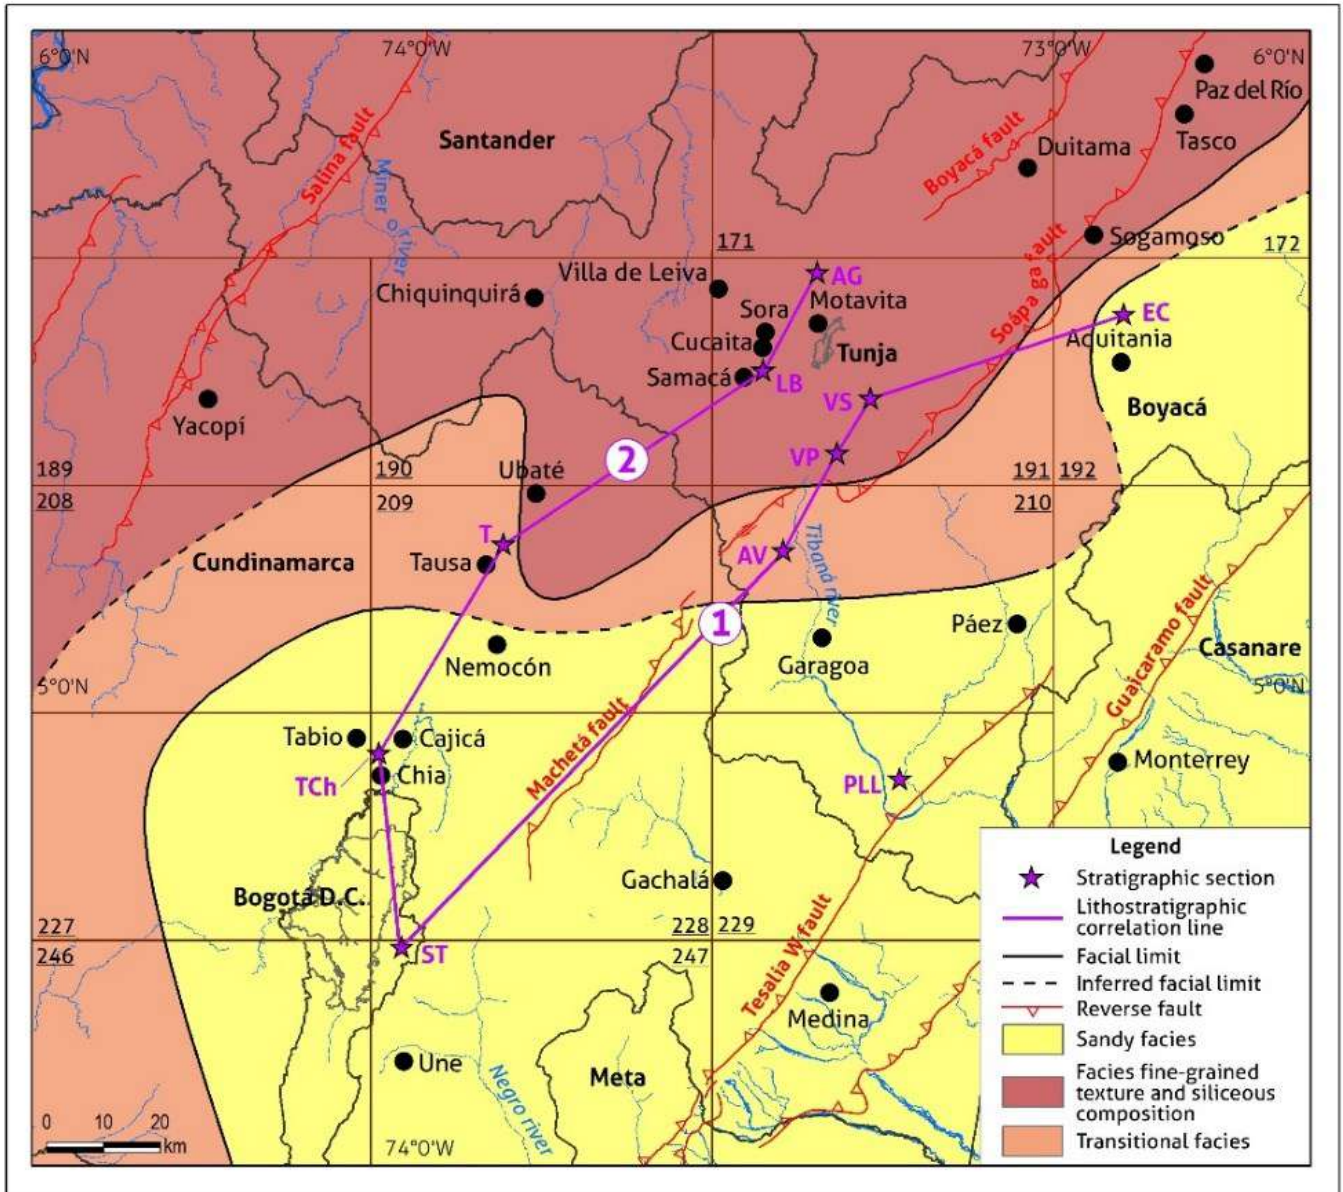 6°0'N
74°0'W
73°0'W
6°0'N
Paz del Río
Tasco
Santander
Salina fault
Boyacá fault
Duitama
Miner o river
Sogamoso
171
172
Villa de Leiva
AG
Chiquinquirá
Motavita
Sora
Soápa ga fault
EC
Cucaita
Tunja
Aquitania
Samacá
LB
VS
Boyacá
Yacopí
2
VP
189
190
Ubaté
191
192
208
209
210
T
Tibaná river
Cundinamarca
Tausa
AV
1
Páez
Nemocón
Garagoa
Guaicaramo fault
Casanare
5°0'N
5°0'N
Tabio
Cajicá
Machetá fault
Chia
TCh
PLL
Monterrey
Gachalá
Bogotá D.C.
227
228
229
246
247
ST
Tesalia W fault
Medina
Une
Negro river
Meta
0 10 20
km
74°0'W
Legend
Stratigraphic section
Lithostratigraphic
correlation line
Facial limit
Inferred facial limit
Reverse fault
Sandy facies
Facies fine-grained
texture and siliceous
composition
Transitional facies